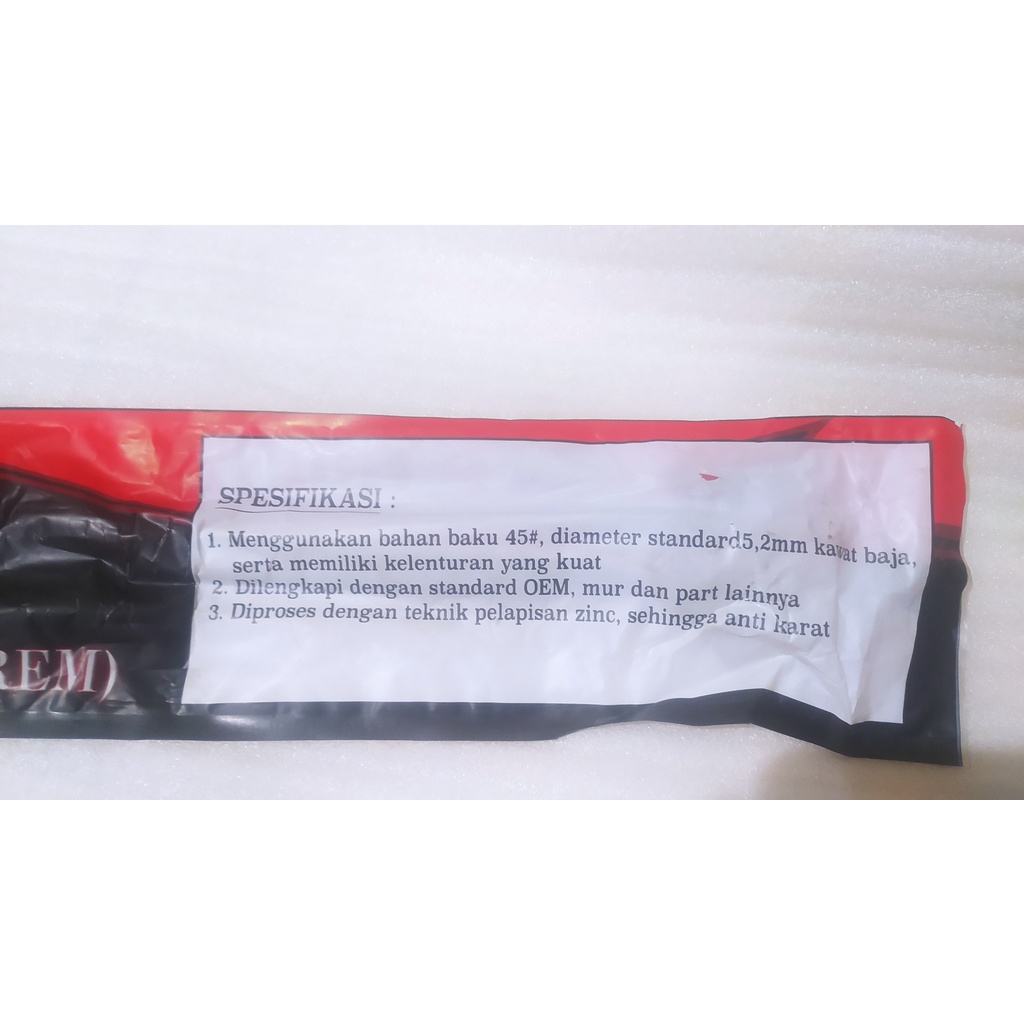 SPESIFIKASI :
1. Menggunakan bahan baku 45#, diameter standard5,2mm kawat baja,
serta memiliki kelenturan yang kuat
2. Dilengkapi dengan standard OEM, mur dan part lainnya
3. Diproses dengan teknik pelapisan zinc, sehingga anti karat
REM)